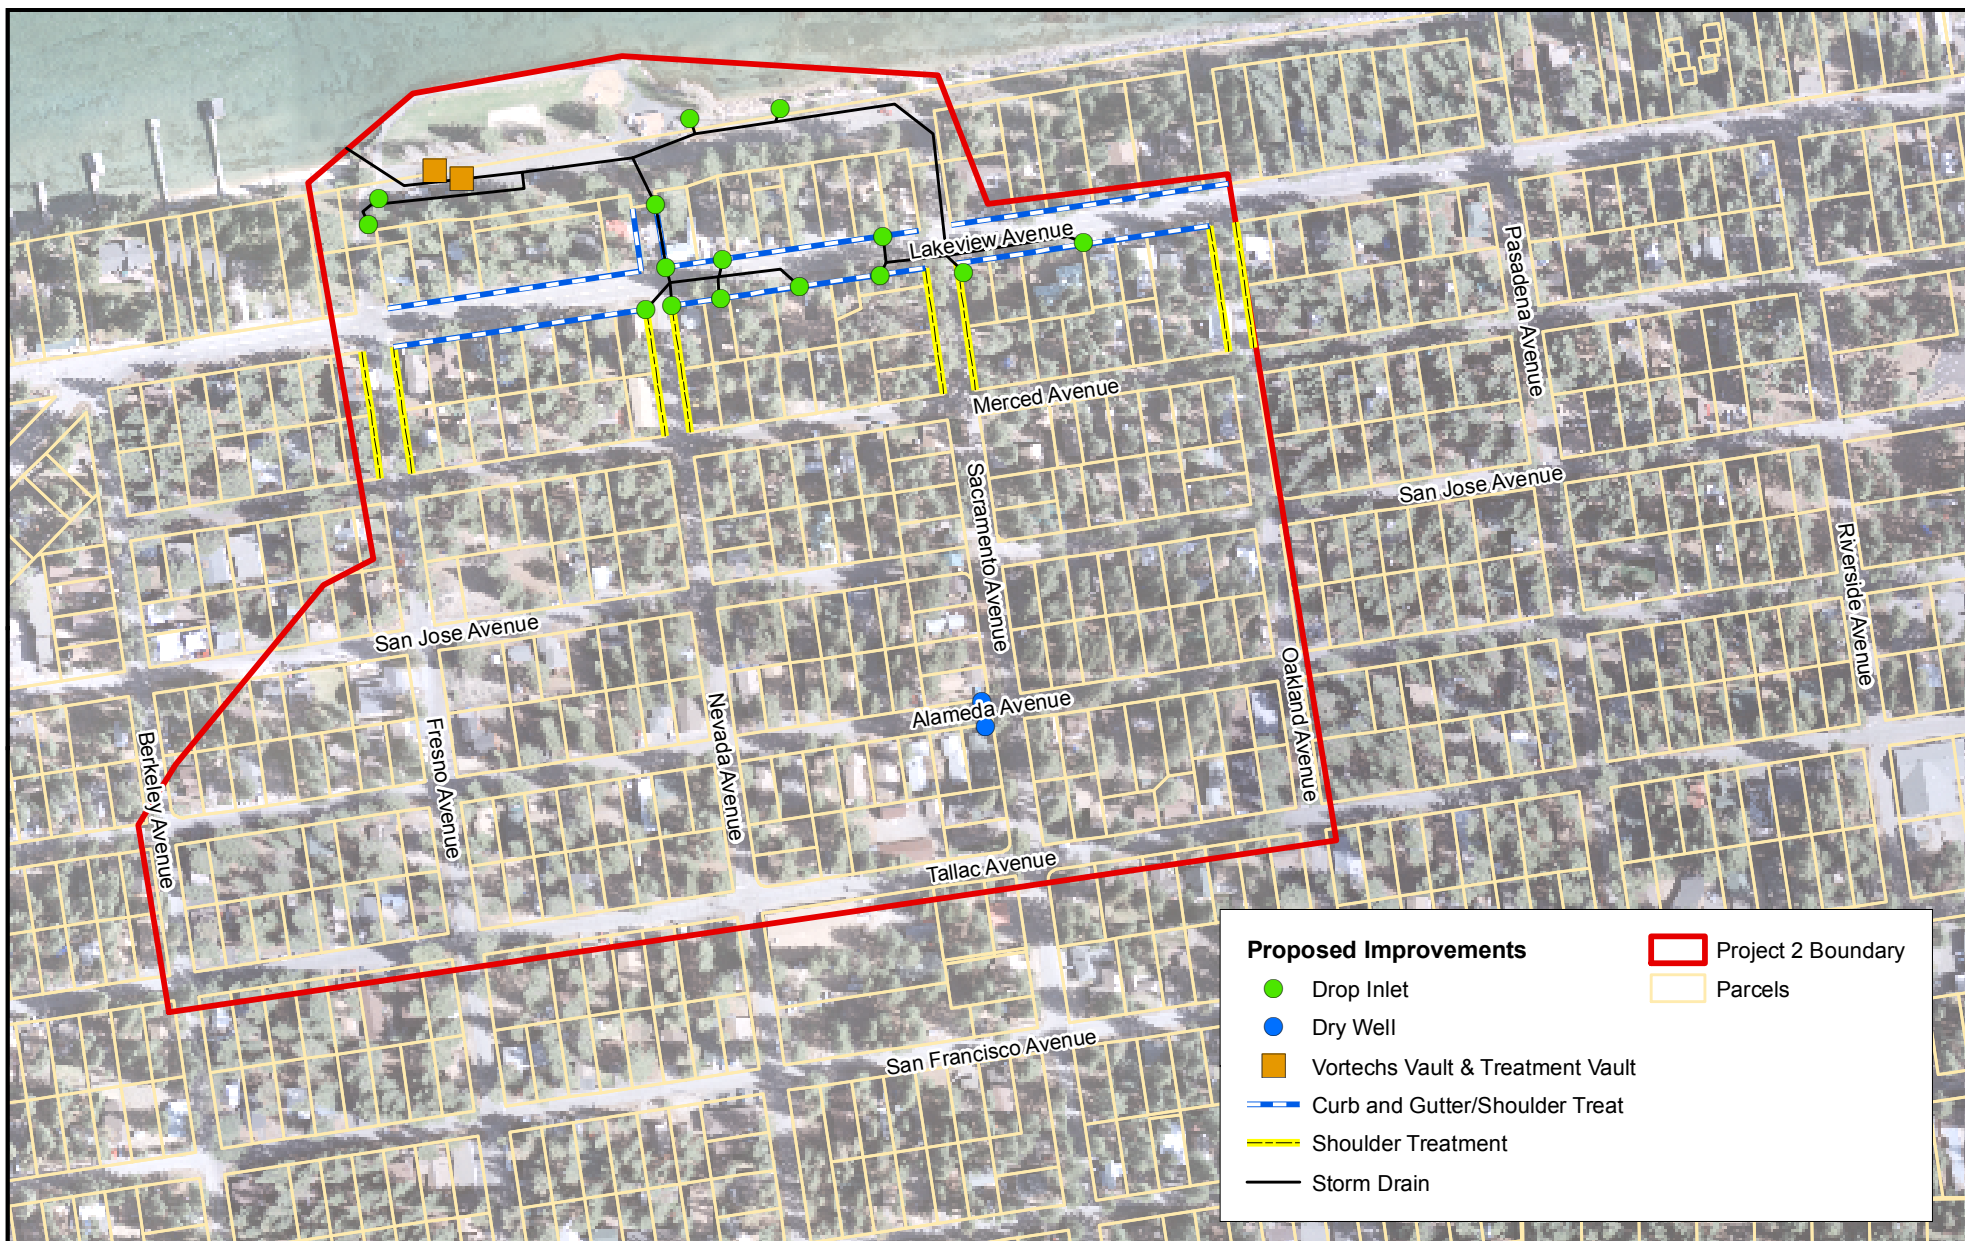 Lakeview Avenue
Pasadena Avenue
Merced Avenue
San Jose Avenue
Sacramento Avenue
Riverside Avenue
San Jose Avenue
Oakland Avenue
Alameda Avenue
Nevada Avenue
Fresno Avenue
Berkeley Avenue
Tallac Avenue
San Francisco Avenue
Proposed Improvements
Drop Inlet
Dry Well
Vortechs Vault & Treatment Vault
Curb and Gutter/Shoulder Treat
Shoulder Treatment
Storm Drain
Project 2 Boundary
Parcels